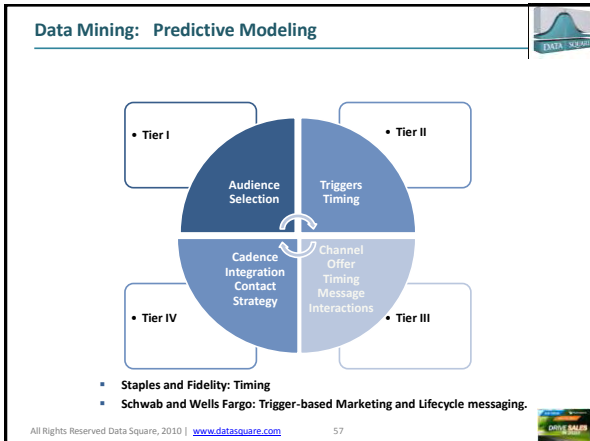 Data Mining: Predictive Modeling
DATA SQUARE
• Tier I
• Tier II
Audience
Selection
Triggers
Timing
Cadence
Integration
Contact
Strategy
Channel
Offer
Timing
Message
Interactions
• Tier IV
• Tier III
▪ Staples and Fidelity: Timing
▪ Schwab and Wells Fargo: Trigger-based Marketing and Lifecycle messaging.
All Rights Reserved Data Square, 2010 | www.datasquare.com 57
DRIVE SALES